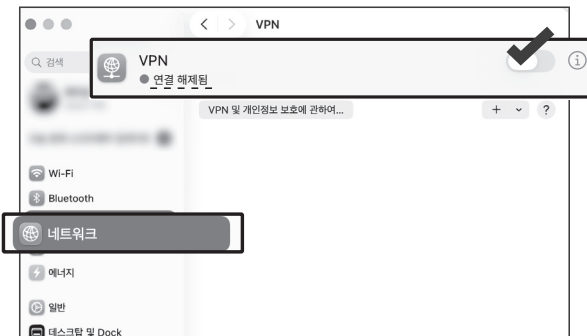 VPN
검색
VPN
연결 해제됨
VPN 및 개인정보 보호에 관하여...
+
?
Wi-Fi
Bluetooth
네트워크
에너지
일반
데스크탑 및 Dock